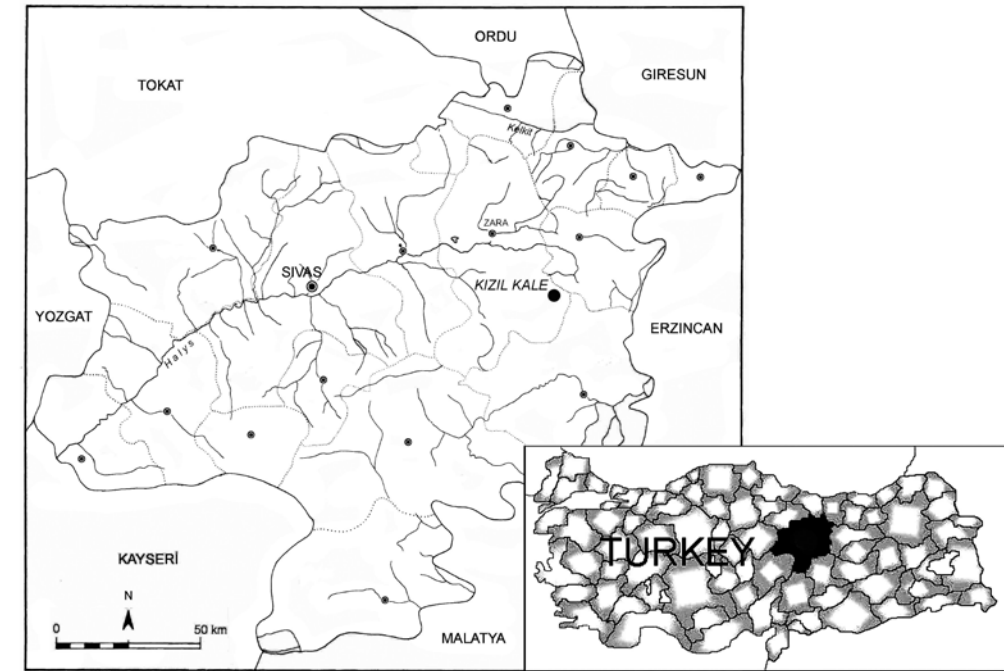 ORDU
GIRESUN
TOKAT
Kelkit
ZARA
SIVAS
KIZIL KALE
YOZGAT
ERZINCAN
Halys
TURKEY
KAYSERİ
N
0 50 km
MALATYA